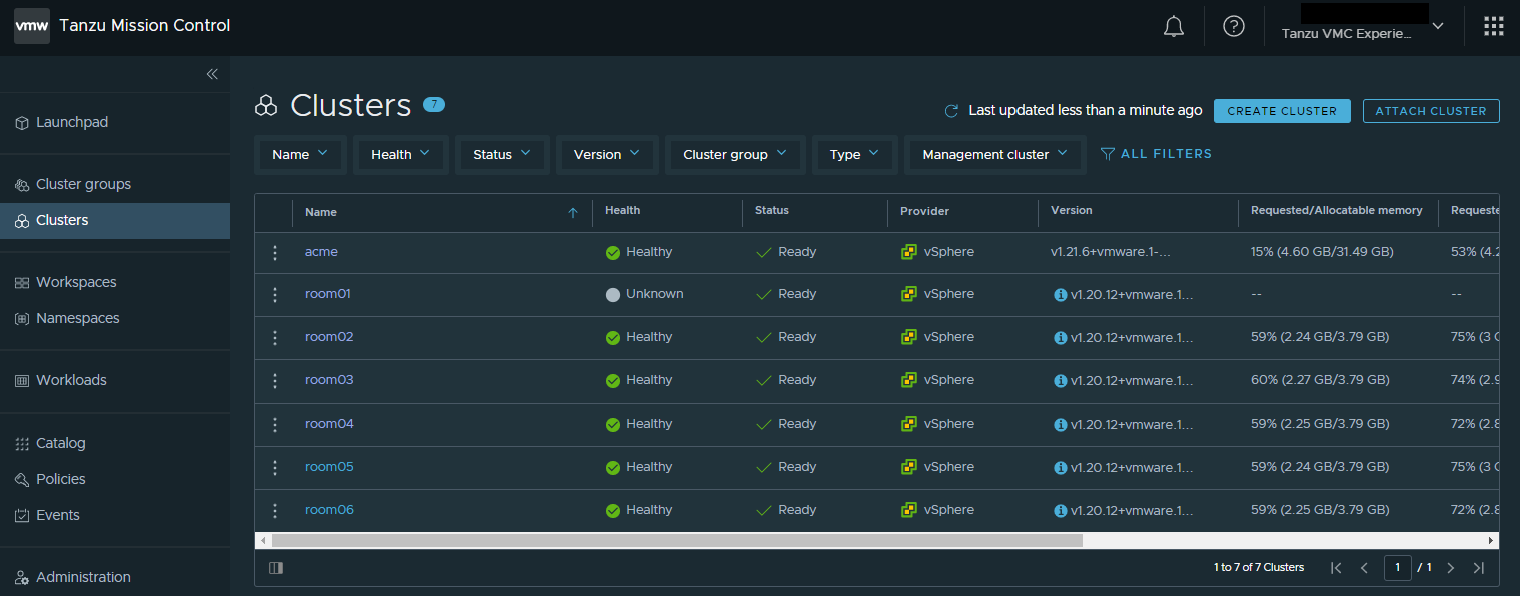 vmw Tanzu Mission Control
Tanzu VMC Experie...
Launchpad
Cluster groups
Clusters
Workspaces
Namespaces
Workloads
Catalog
Policies
Events
Administration
Clusters 7
Last updated less than a minute ago CREATE CLUSTER ATTACH CLUSTER
Name Health Status Version Cluster group Type Management cluster ALL FILTERS
Name Health Status Provider Version Requested/Allocatable memory Requeste
acme Healthy Ready vSphere v1.21.6+vmware.1-... 15% (4.60 GB/31.49 GB) 53% (4.2
room01 Unknown Ready vSphere v1.20.12+vmware.1... -- --
room02 Healthy Ready vSphere v1.20.12+vmware.1... 59% (2.24 GB/3.79 GB) 75% (3 C
room03 Healthy Ready vSphere v1.20.12+vmware.1... 60% (2.27 GB/3.79 GB) 74% (2.9
room04 Healthy Ready vSphere v1.20.12+vmware.1... 59% (2.25 GB/3.79 GB) 72% (2.8
room05 Healthy Ready vSphere v1.20.12+vmware.1... 59% (2.24 GB/3.79 GB) 75% (3 C
room06 Healthy Ready vSphere v1.20.12+vmware.1... 59% (2.25 GB/3.79 GB) 72% (2.8
1 to 7 of 7 Clusters 1 / 1